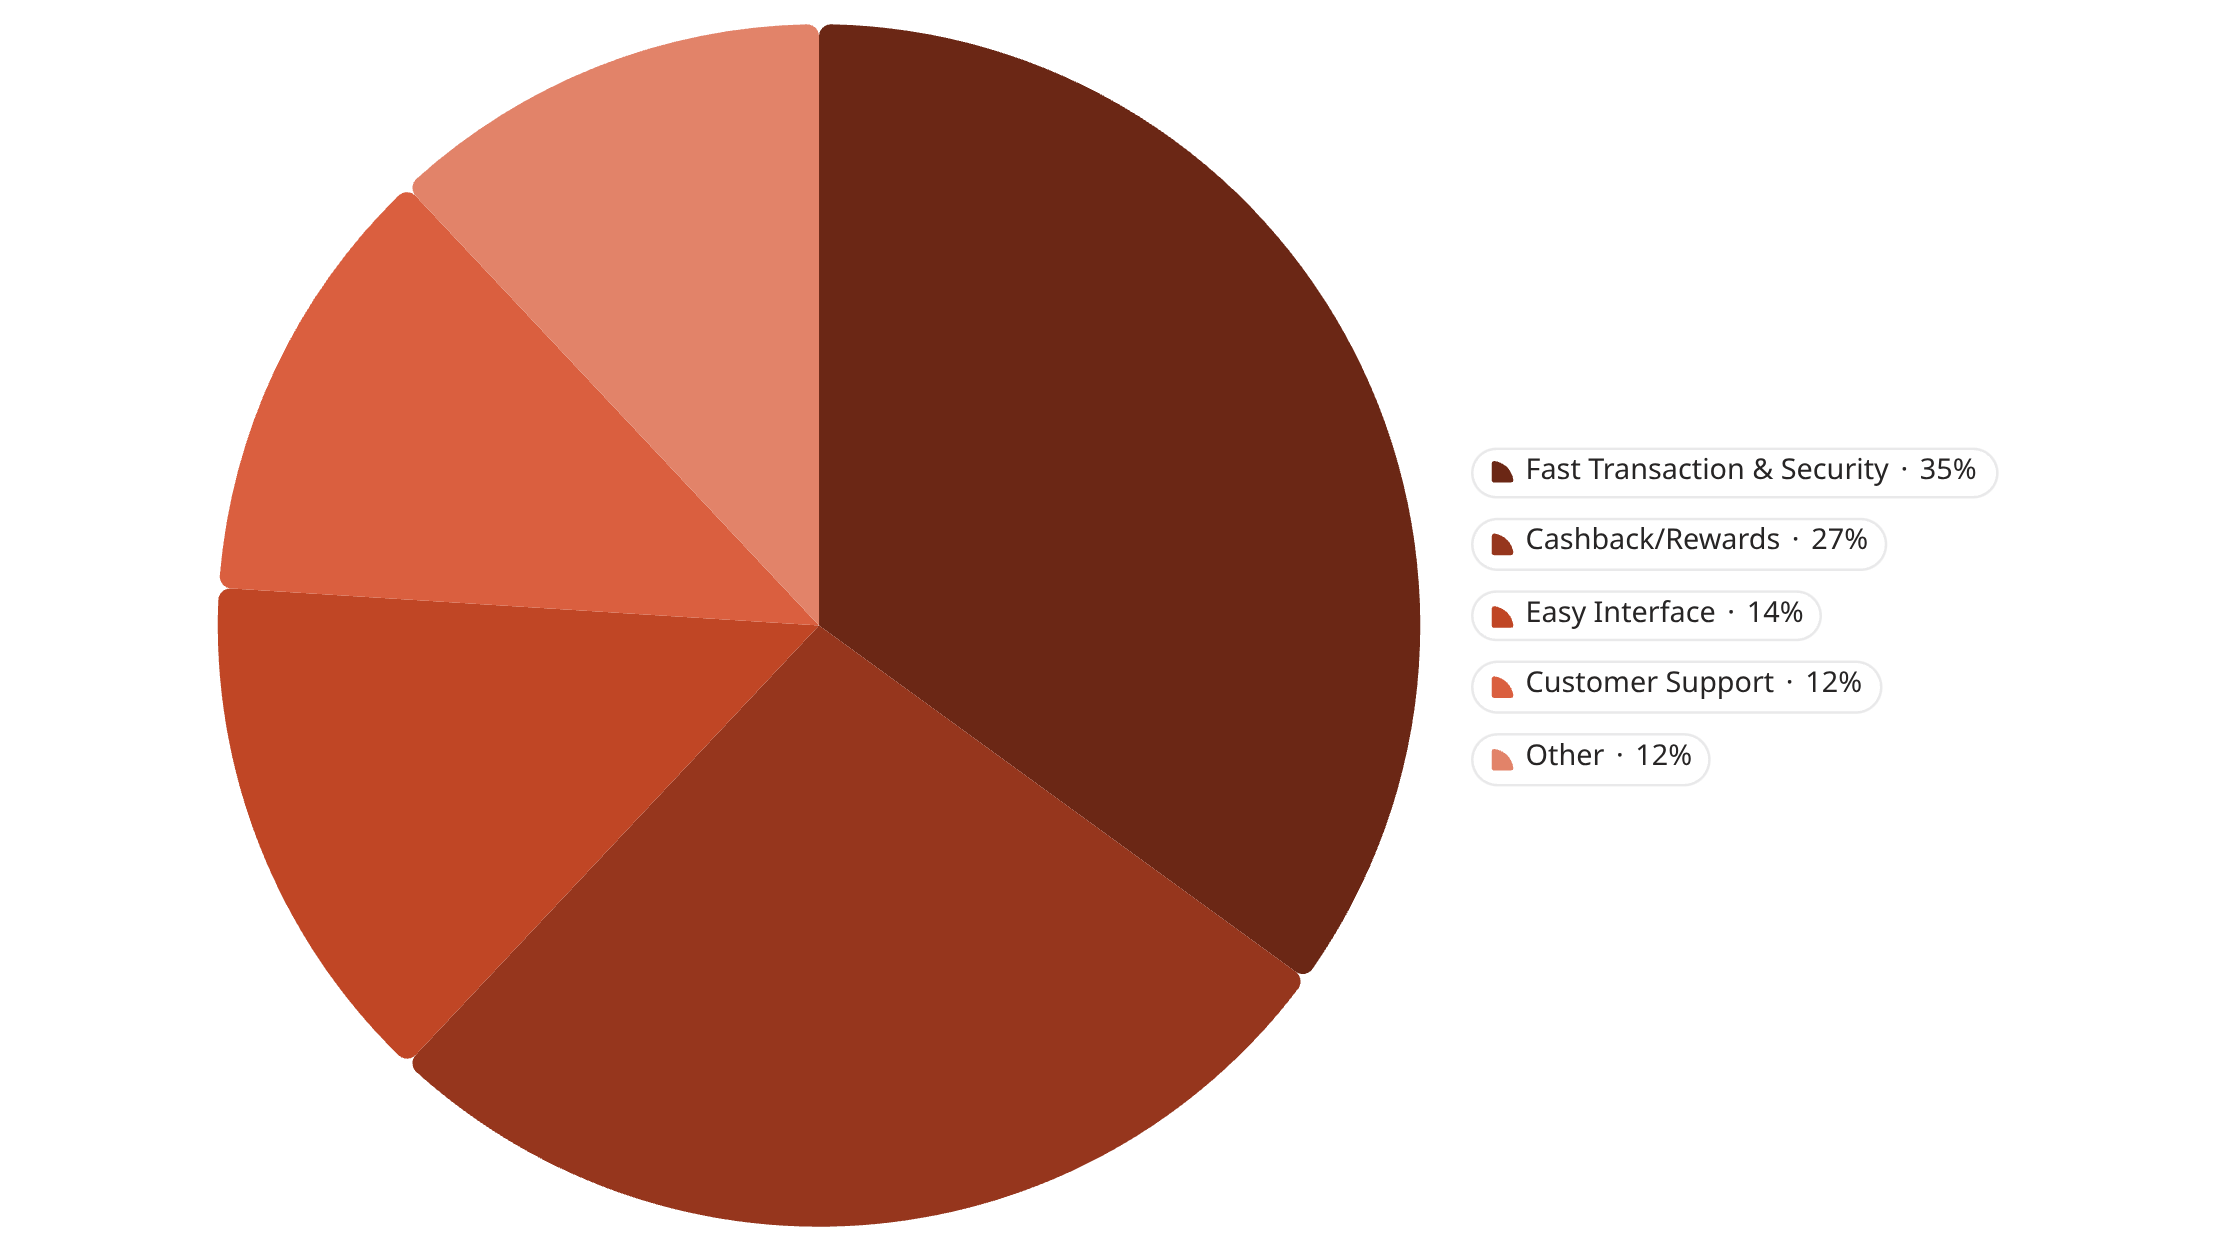 Fast Transaction & Security · 35%
Cashback/Rewards · 27%
Easy Interface · 14%
Customer Support · 12%
Other · 12%